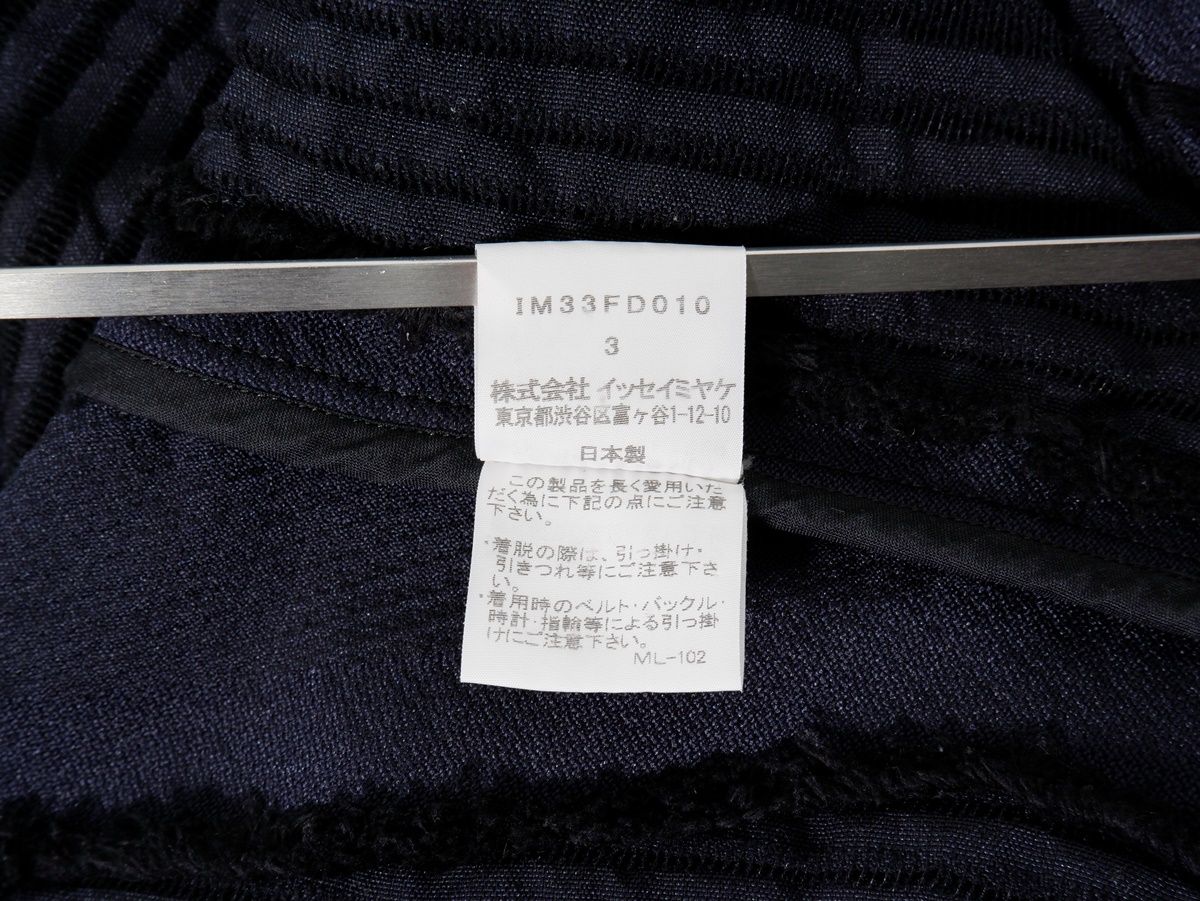 IM33FD010
3
株式会社 イッセイミヤケ
東京都渋谷区富ヶ谷1-12-10
日本製
この製品を長く愛用いた
だく為に下記の点にご注意
下さい。
・着脱の際は、引っ掛け・
引きつれ等にご注意下さ
い。
・着用時のベルト・バックル・
時計・指輪等による引っ掛
けにご注意下さい。
ML-102